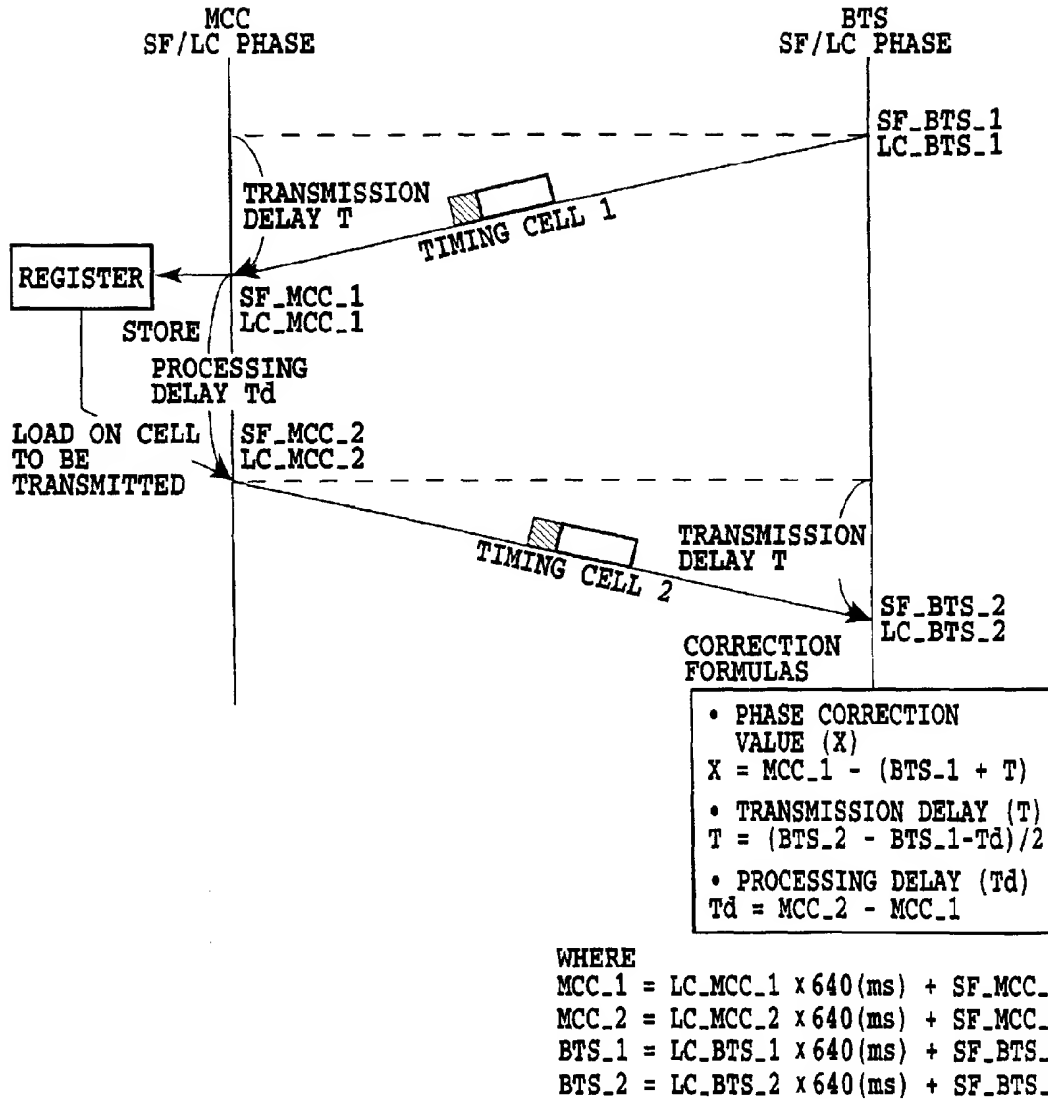 MCC
SF/LC PHASE
BTS
SF/LC PHASE
SF_BTS_1
LC_BTS_1
TRANSMISSION
DELAY T
TIMING CELL 1
REGISTER
SF_MCC_1
LC_MCC_1
STORE
PROCESSING
DELAY Td
LOAD ON CELL
TO BE
TRANSMITTED
SF_MCC_2
LC_MCC_2
TRANSMISSION
DELAY T
TIMING CELL 2
SF_BTS_2
LC_BTS_2
CORRECTION
FORMULAS
• PHASE CORRECTION
VALUE (X)
X = MCC_1 - (BTS_1 + T)
• TRANSMISSION DELAY (T)
T = (BTS_2 - BTS_1-Td)/2
• PROCESSING DELAY (Td)
Td = MCC_2 - MCC_1
WHERE
MCC_1 = LC_MCC_1 X 640(ms) + SF_MCC_
MCC_2 = LC_MCC_2 X 640(ms) + SF_MCC_
BTS_1 = LC_BTS_1 X 640(ms) + SF_BTS_
BTS_2 = LC_BTS_2 X 640(ms) + SF_BTS_